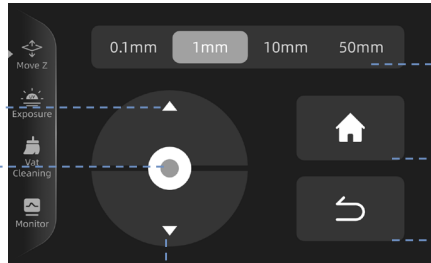 0.1mm 1mm 10mm 50mm
Move Z
Exposure
Vat
Cleaning
Monitor